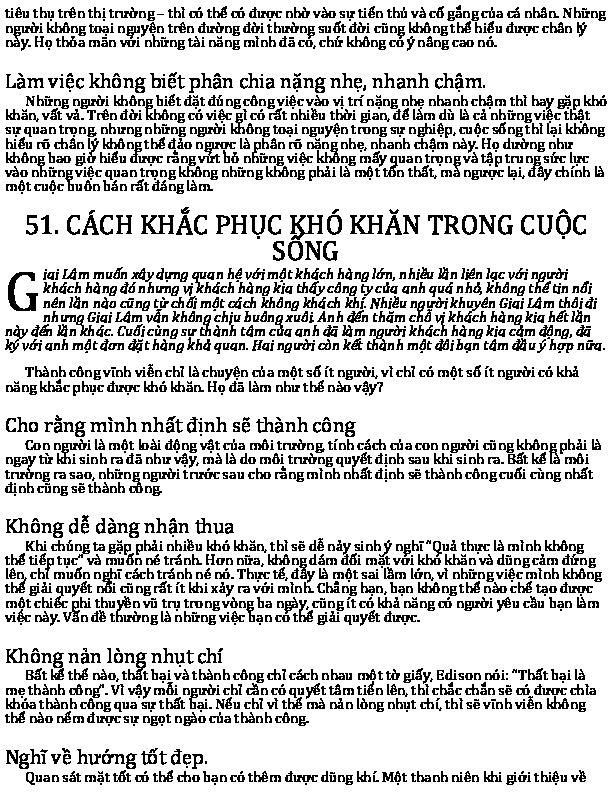 tiêu thụ trên thị trường – thì có thể có được nhờ vào sự tiến thủ và cố gắng của cá nhân. Những
người không toại nguyện trên đường đời thường suốt đời cũng không thể hiểu được chân lý
này. Họ thỏa mãn với những tài năng mình đã có, chứ không có ý nâng cao nó.
Làm việc không biết phân chia nặng nhẹ, nhanh chậm.
Những người không biết đặt đúng công việc vào vị trí nặng nhẹ nhanh chậm thì hay gặp khó
khăn, vất vả. Trên đời không có việc gì có rất nhiều thời gian, để làm dù là cả những việc thật
sự quan trọng, nhưng những người không toại nguyện trong sự nghiệp, cuộc sống thì lại không
hiểu rõ chân lý không thể đảo ngược là phân rõ nặng nhẹ, nhanh chậm này. Họ dường như
không bao giờ hiểu được rằng vứt bỏ những việc không mấy quan trọng và tập trung sức lực
vào những việc quan trọng không những không phải là một tổn thất, mà ngược lại, đây chính là
một cuộc buôn bán rất đáng làm.
51. CÁCH KHẮC PHỤC KHÓ KHĂN TRONG CUỘC
SỐNG
Giai Lâm muốn xây dựng quan hệ với một khách hàng lớn, nhiều lần liên lạc với người
khách hàng đó nhưng vị khách hàng kia thấy công ty của anh quá nhỏ, không thể tin nổi
nên lần nào cũng từ chối một cách không khách khí. Nhiều người khuyên Giai Lâm thôi đi
nhưng Giai Lâm vẫn không chịu buông xuôi. Anh đến thăm chỗ vị khách hàng kia hết lần
này đến lần khác. Cuối cùng sự thành tâm của anh đã làm người khách hàng kia cảm động, đã
ký với anh một đơn đặt hàng khả quan. Hai người còn kết thành một đôi bạn tâm đầu ý hợp nữa.
Thành công vĩnh viễn chỉ là chuyện của một số ít người, vì chỉ có một số ít người có khả
năng khắc phục được khó khăn. Họ đã làm như thế nào vậy?
Cho rằng mình nhất định sẽ thành công
Con người là một loài động vật của môi trường, tính cách của con người cũng không phải là
ngay từ khi sinh ra đã như vậy, mà là do môi trường quyết định sau khi sinh ra. Bất kể là môi
trường ra sao, những người trước sau cho rằng mình nhất định sẽ thành công cuối cùng nhất
định cũng sẽ thành công.
Không dễ dàng nhận thua
Khi chúng ta gặp phải nhiều khó khăn, thì sẽ dễ nảy sinh ý nghĩ “Quả thực là mình không
thể tiếp tục” và muốn né tránh. Hơn nữa, không dám đối mặt với khó khăn và dũng cảm đứng
lên, chỉ muốn nghĩ cách tránh né nó. Thực tế, đây là một sai lầm lớn, vì những việc mình không
thể giải quyết nổi cũng rất ít khi xảy ra với mình. Chẳng hạn, bạn không thể nào chế tạo được
một chiếc phi thuyền vũ trụ trong vòng ba ngày, cũng ít có khả năng có người yêu cầu bạn làm
việc này. Vấn đề thường là những việc bạn có thể giải quyết được.
Không nản lòng nhụt chí
Bất kể thế nào, thất bại và thành công chỉ cách nhau một tờ giấy, Edison nói: “Thất bại là
mẹ thành công”. Vì vậy mỗi người chỉ cần có quyết tâm tiến lên, thì chắc chắn sẽ có được chìa
khóa thành công qua sự thất bại. Nếu chỉ vì thế mà nản lòng nhụt chí, thì sẽ vĩnh viễn không
thể nào nếm được sự ngọt ngào của thành công.
Nghĩ về hướng tốt đẹp.
Quan sát mặt tốt có thể cho bạn có thêm được dũng khí. Một thanh niên khi giới thiệu về